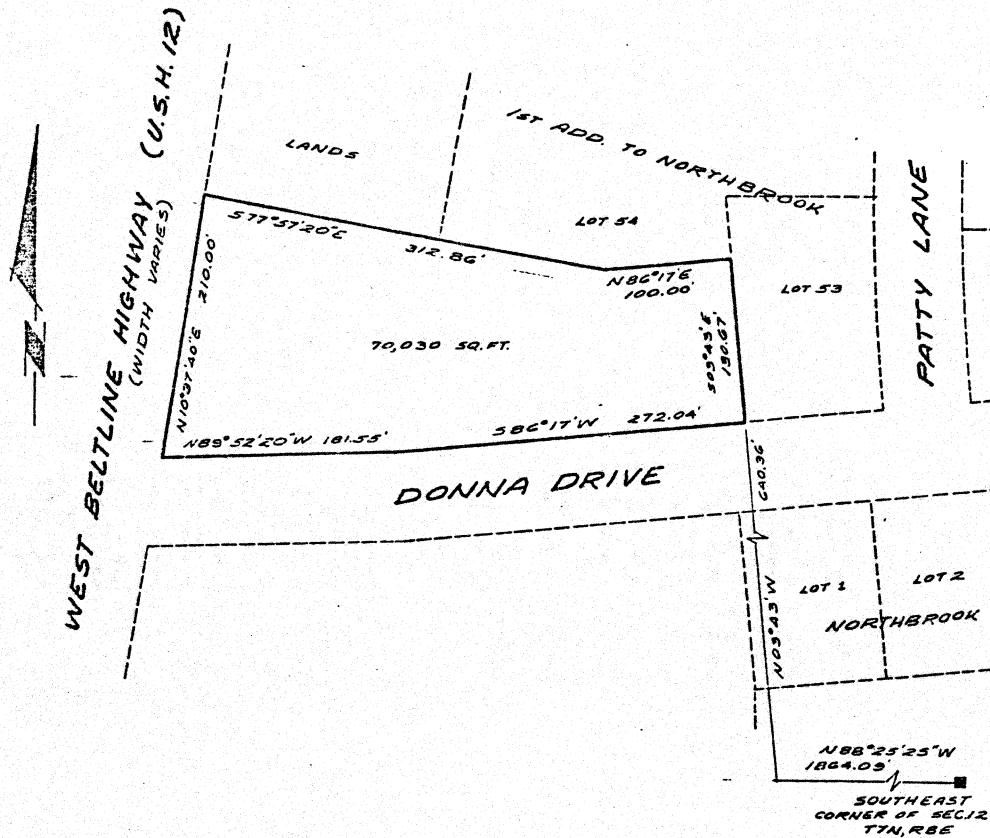 WEST BELTLINE HIGHWAY (U.S.H. 12)
(WIDTH VARIES)
LANDS
1ST ADD. TO NORTHBROOK
LOT 54
S77°57'20"E 312.86'
N86°17'E
100.00'
LOT 53
PATTY LANE
N10°37'40"E 210.00'
70,030 SQ.FT.
S03°43'E
130.67'
N89°52'20"W 181.55'
S86°17'W 272.04'
DONNA DRIVE
640.36'
N03°43'W
LOT 1
LOT 2
NORTHBROOK
N88°25'25"W
1864.09'
SOUTHEAST
CORNER OF SEC.12
T7N, R8E
N